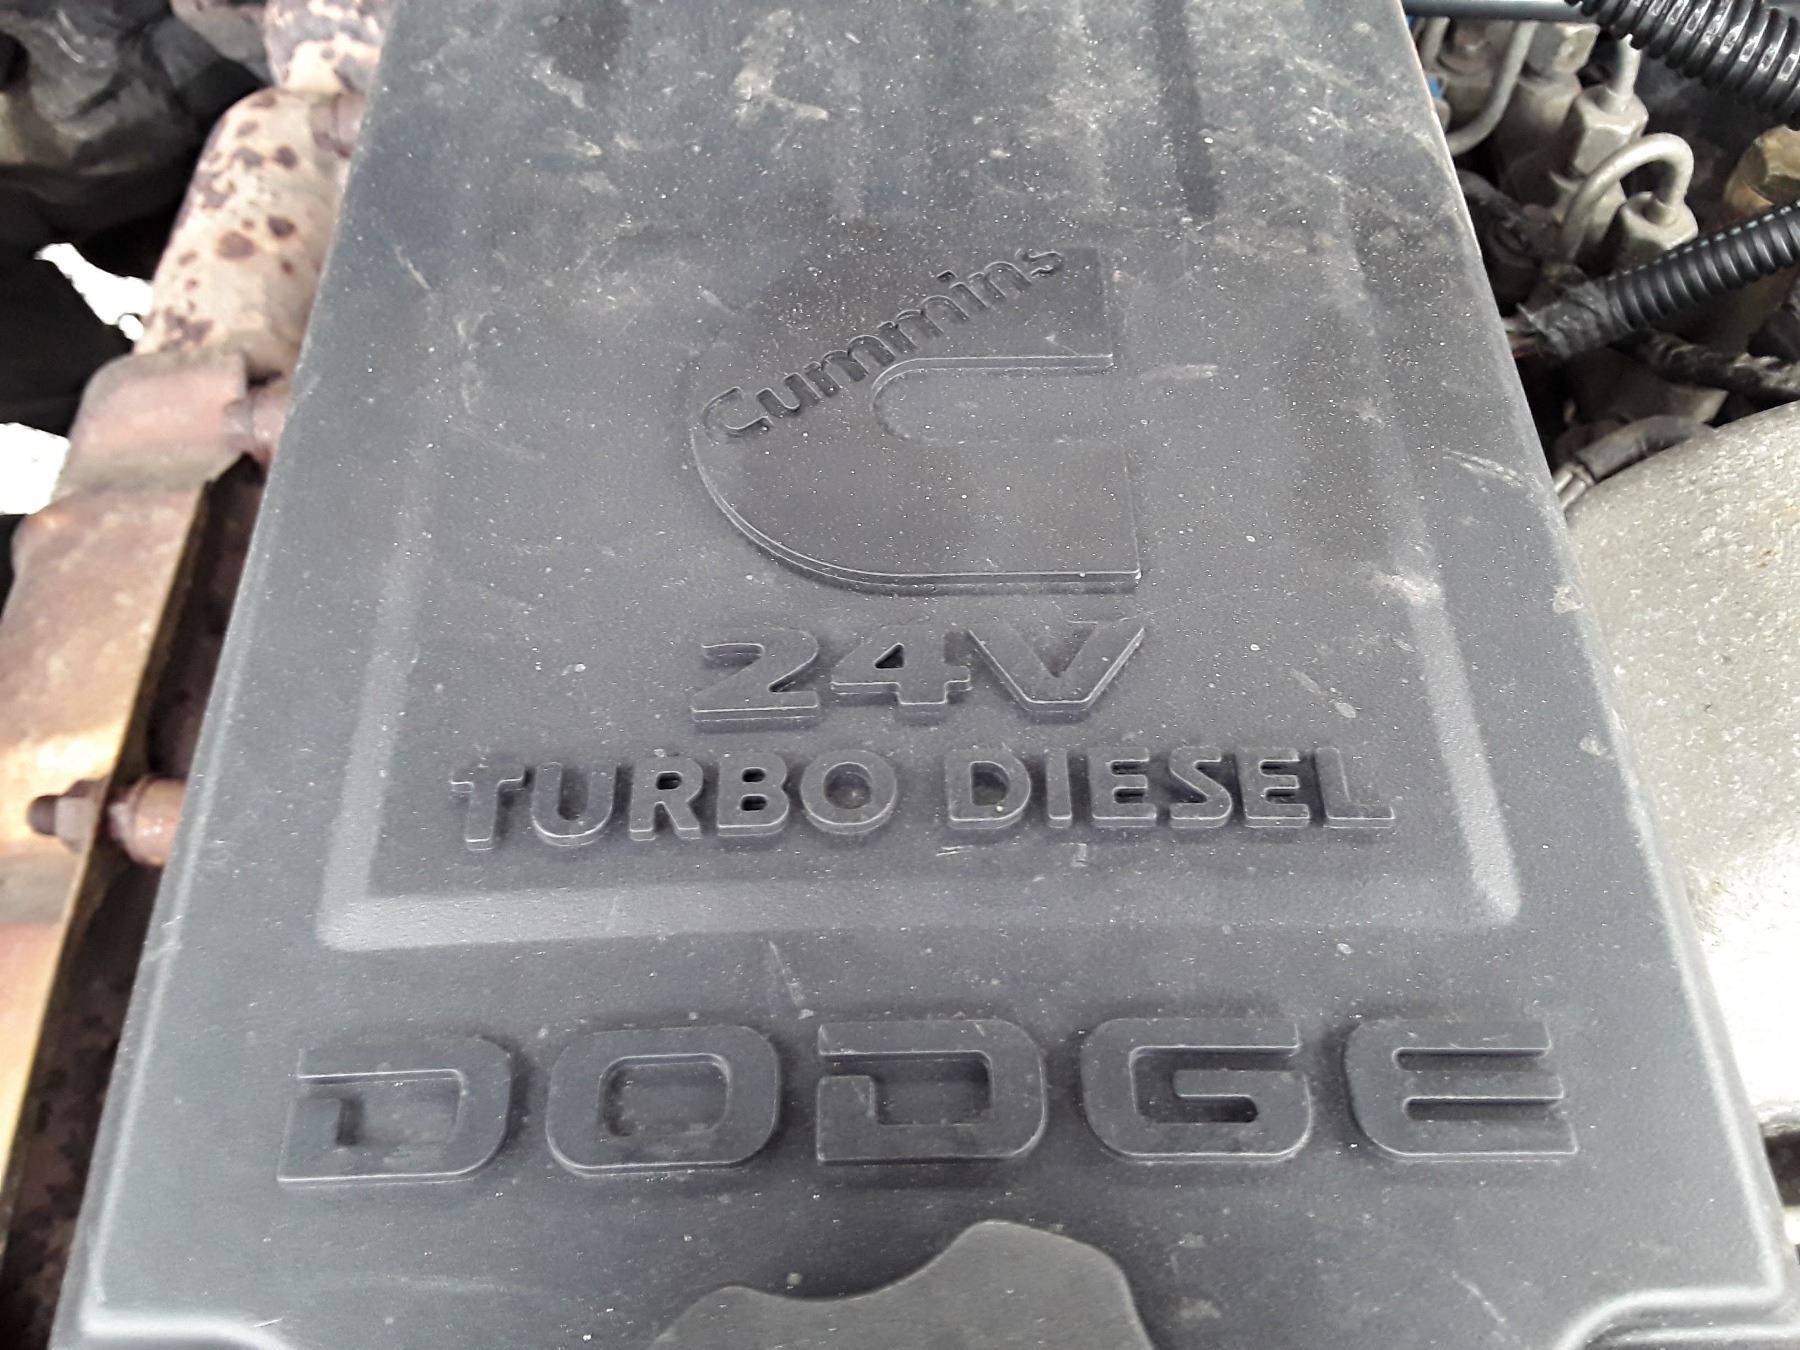 Cummins
24V
TURBO DIESEL
DODGE